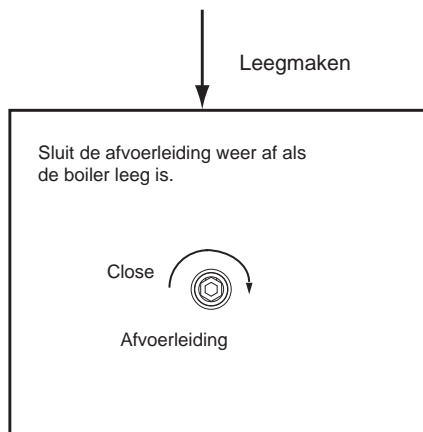 Leegmaken
Sluit de afvoerleiding weer af als
de boiler leeg is.
Close
Afvoerleiding